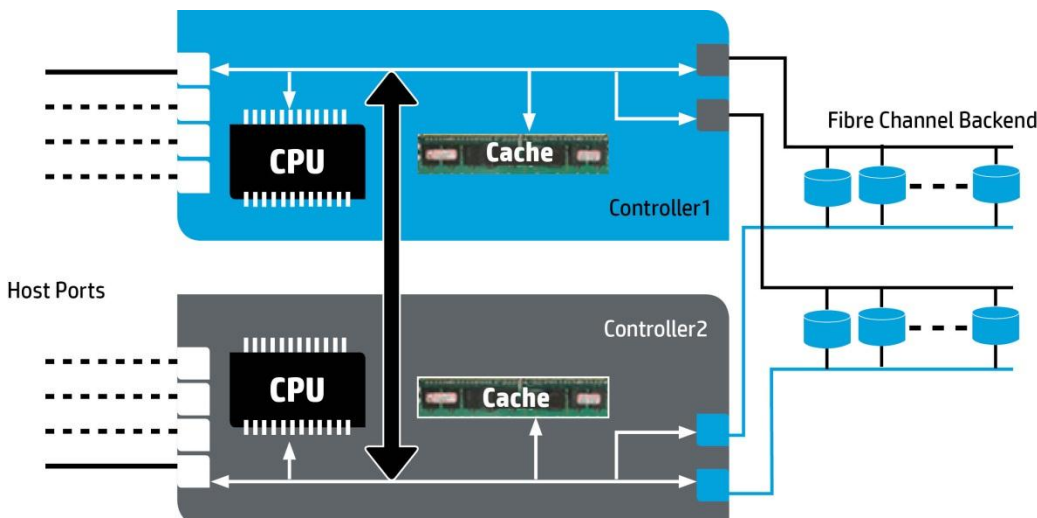 Fibre Channel Backend
CPU
Cache
Controller1
Host Ports
Controller2
CPU
Cache